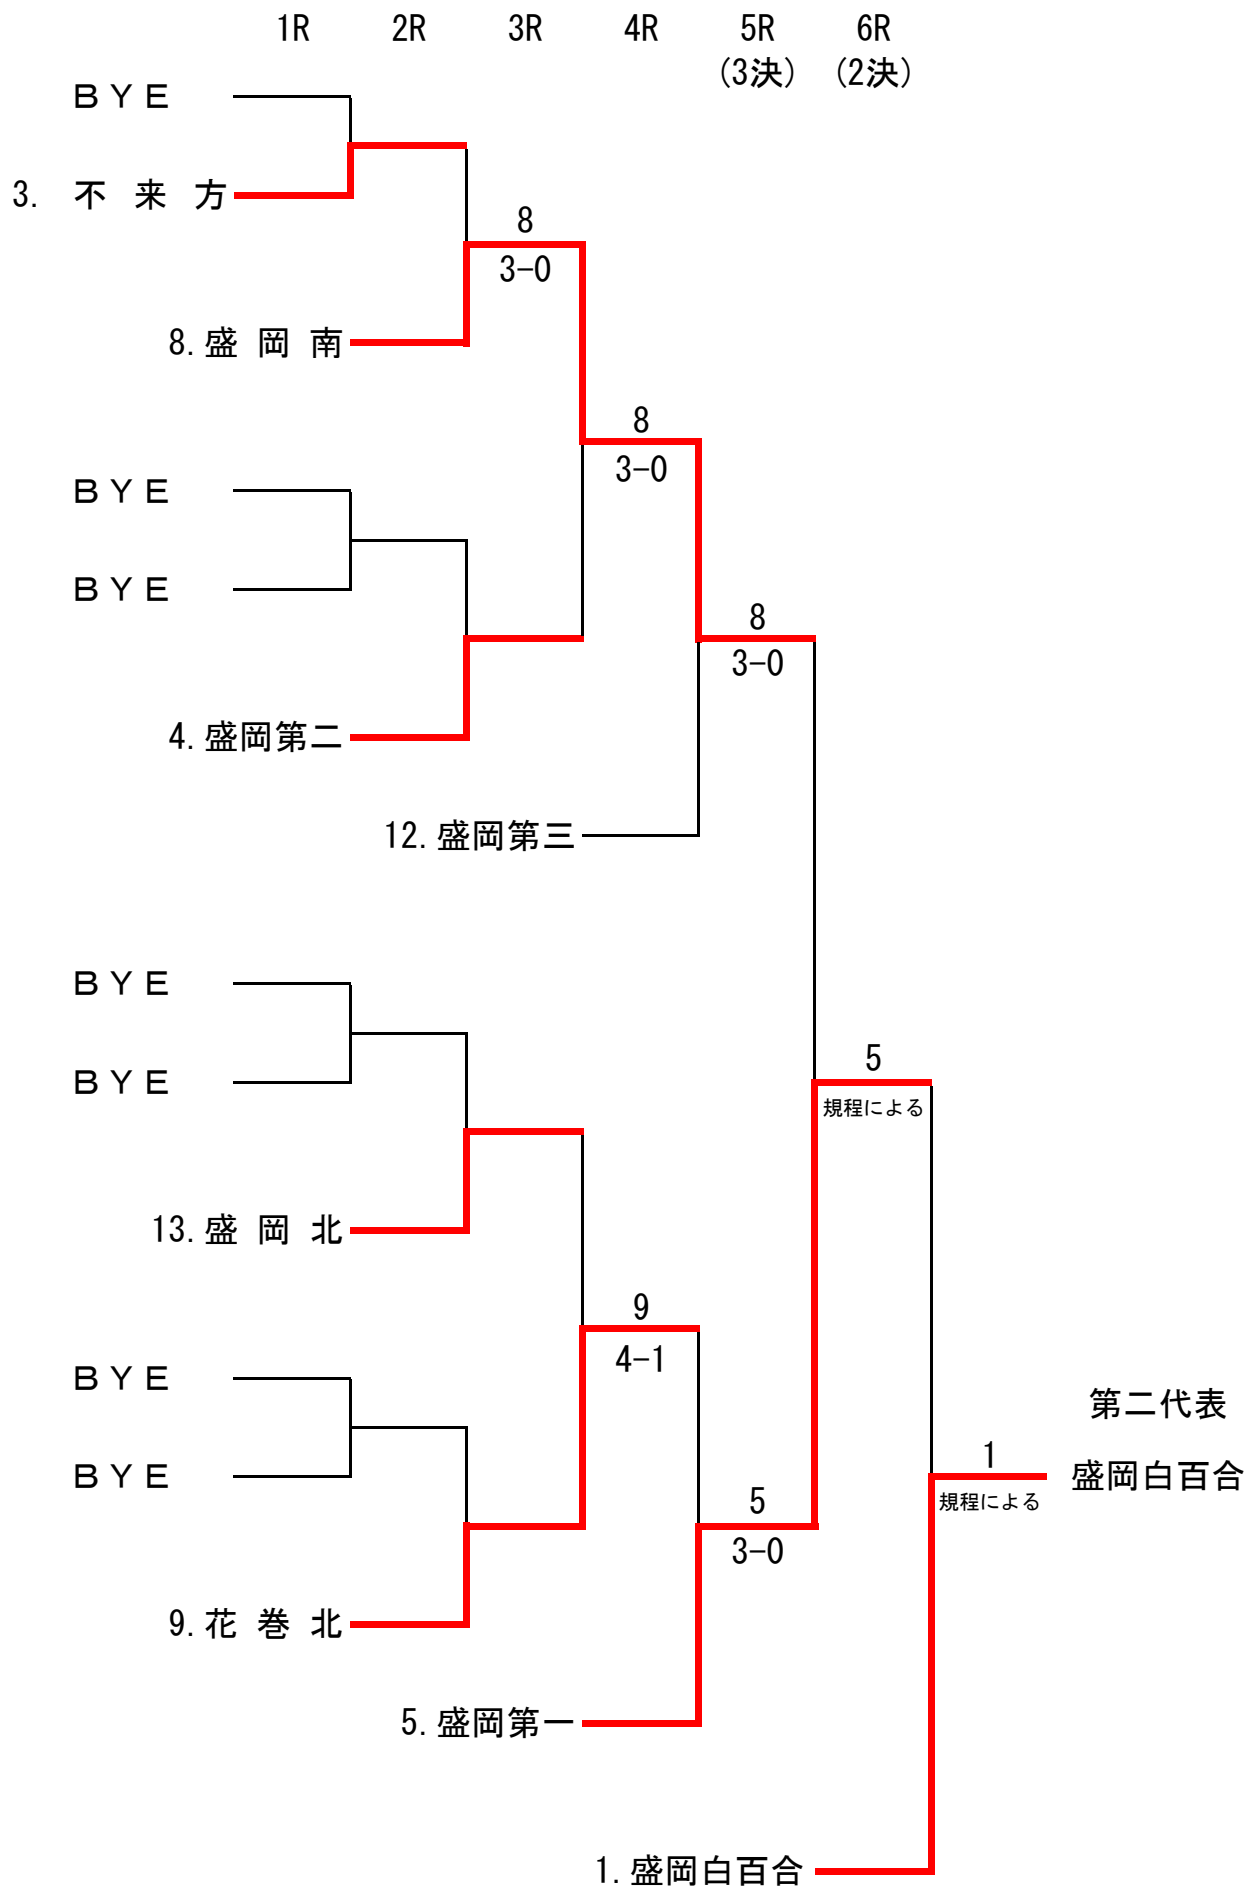 1R 2R 3R 4R 5R 6R
(3決) (2決)
ＢＹＥ
3. 不 来 方
8
3-0
8. 盛 岡 南
8
3-0
ＢＹＥ
ＢＹＥ
8
3-0
4. 盛岡第二
12. 盛岡第三
ＢＹＥ
5
ＢＹＥ
規程による
13. 盛 岡 北
9
4-1
ＢＹＥ
第二代表
1
ＢＹＥ
盛岡白百合
5
規程による
3-0
9. 花 巻 北
5. 盛岡第一
1. 盛岡白百合